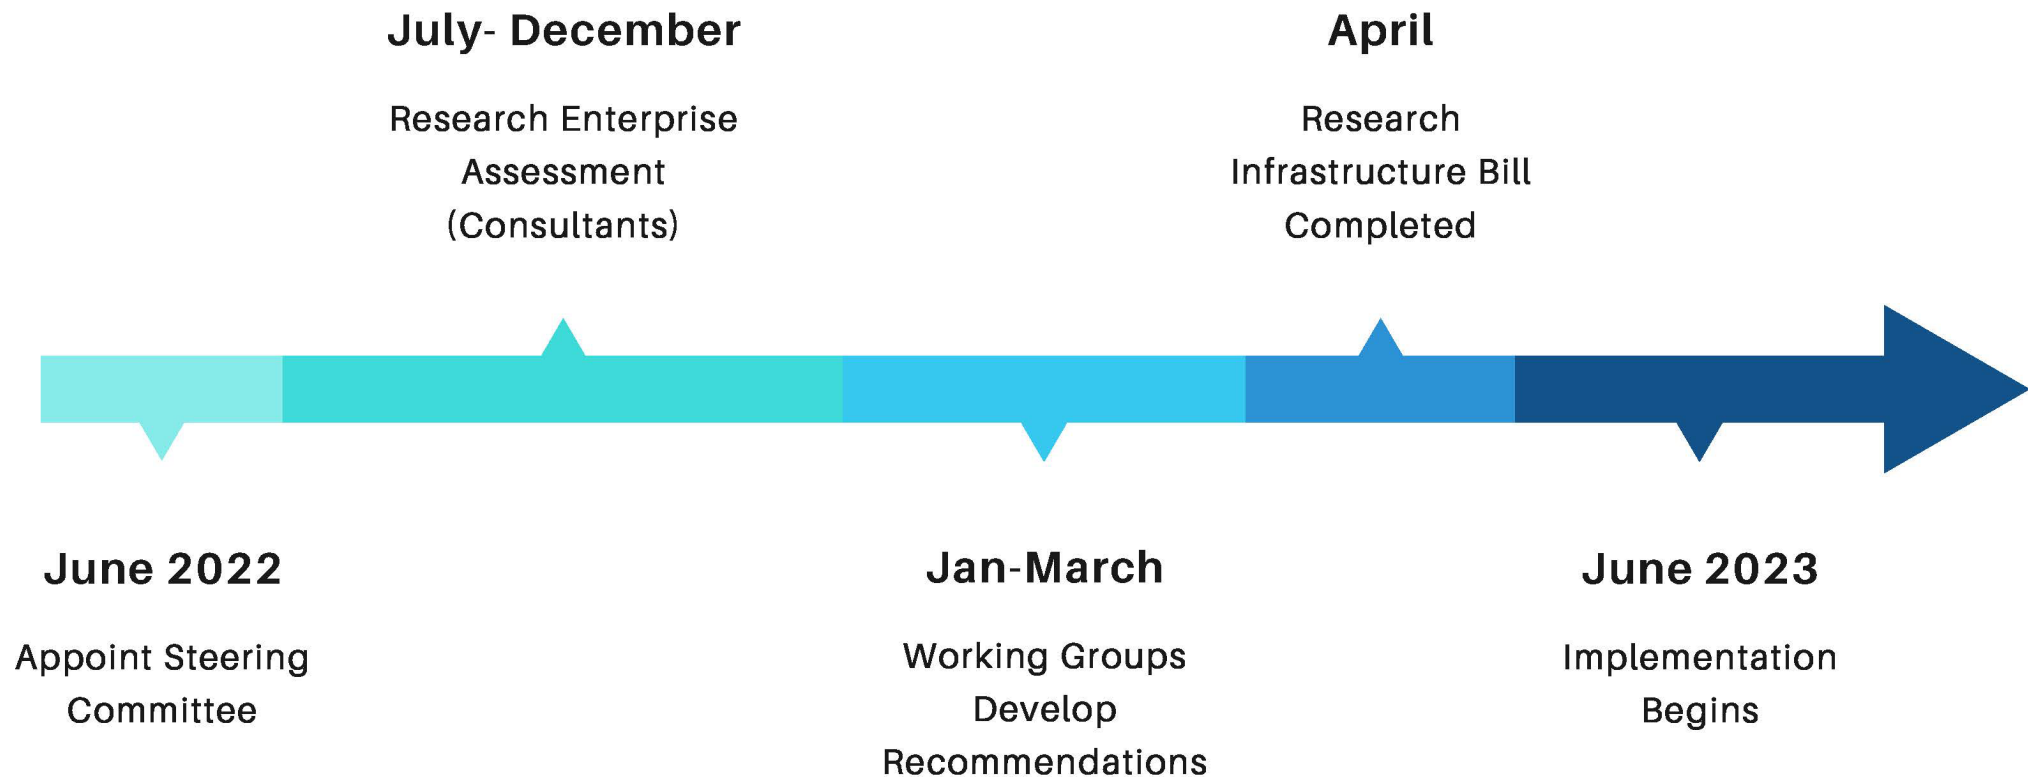 July- December
Research Enterprise
Assessment
(Consultants)
April
Research
Infrastructure Bill
Completed
June 2022
Appoint Steering
Committee
Jan-March
Working Groups
Develop
Recommendations
June 2023
Implementation
Begins